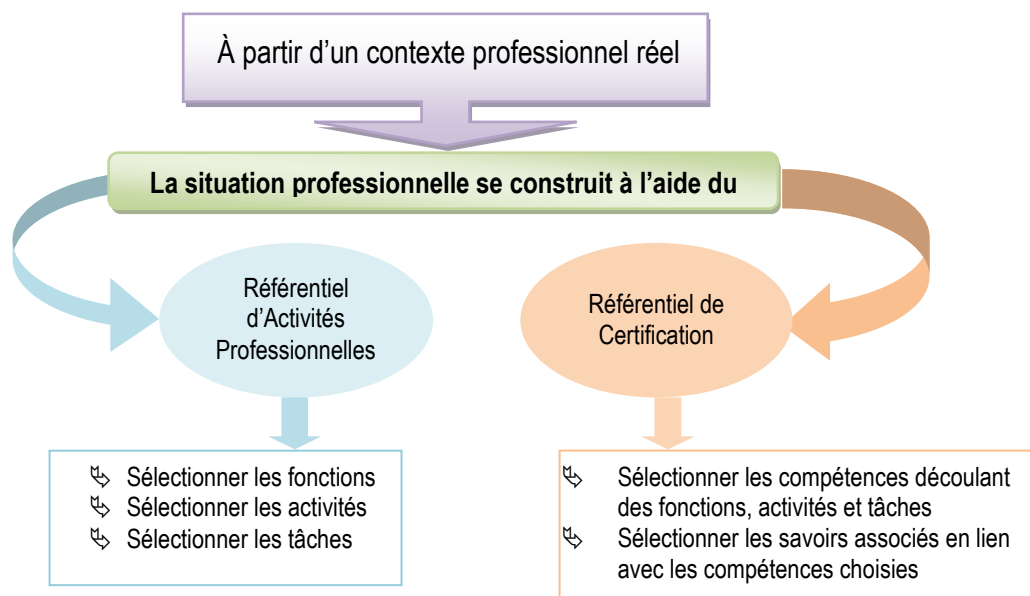 À partir d’un contexte professionnel réel
La situation professionnelle se construit à l’aide du
Référentiel
d’Activités
Professionnelles
Référentiel de
Certification
Sélectionner les fonctions
Sélectionner les activités
Sélectionner les tâches
Sélectionner les compétences découlant
des fonctions, activités et tâches
Sélectionner les savoirs associés en lien
avec les compétences choisies